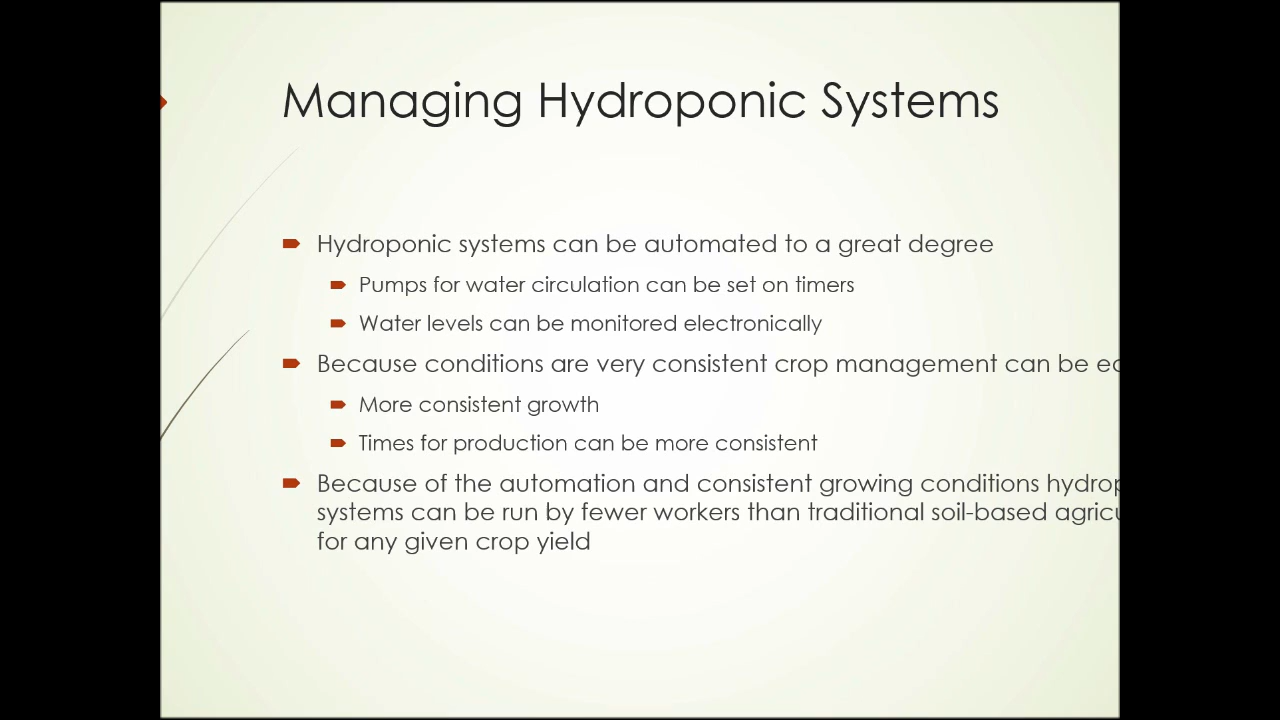 Managing Hydroponic Systems
Hydroponic systems can be automated to a great degree
Pumps for water circulation can be set on timers
Water levels can be monitored electronically
Because conditions are very consistent crop management can be
More consistent growth
Times for production can be more consistent
Because of the automation and consistent growing conditions
systems can be run by fewer workers than traditional soil-based
for any given crop yield